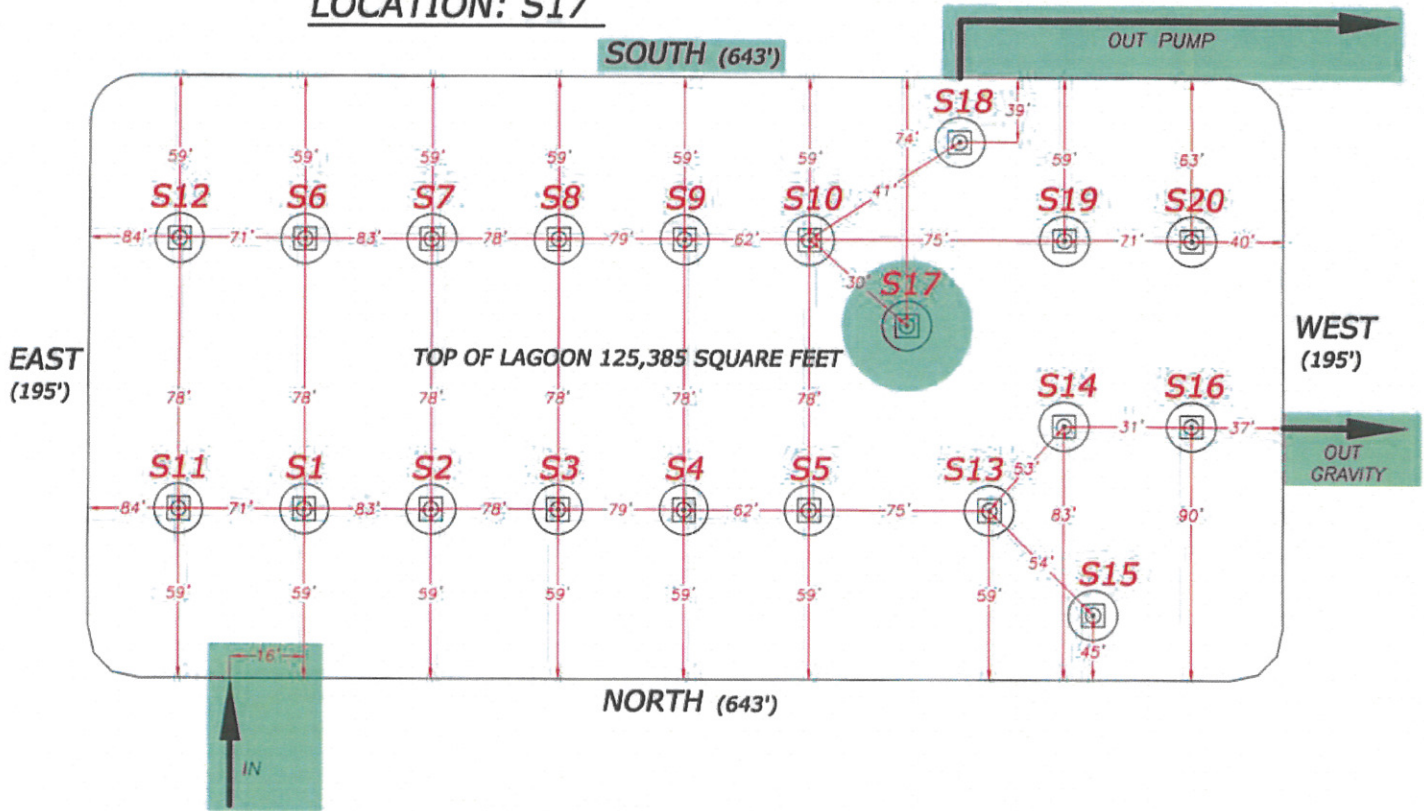 LOCATION: S17
OUT PUMP
SOUTH (643')
S18
39'
74'
59' 59' 59' 59' 59' 59' 59' 63'
41'
S12 S6 S7 S8 S9 S10 S19 S20
84' 71' 83' 78' 79' 62' 75' 71' 40'
30'
S17
EAST
(195')
WEST
(195')
TOP OF LAGOON 125,385 SQUARE FEET
78' 78' 78' 78' 78' 78'
S14 S16
31' 37'
OUT
GRAVITY
S11 S1 S2 S3 S4 S5 S13
53'
84' 71' 83' 78' 79' 62' 75' 83' 90'
54'
S15
59' 59' 59' 59' 59' 59' 59'
45'
16'
NORTH (643')
IN